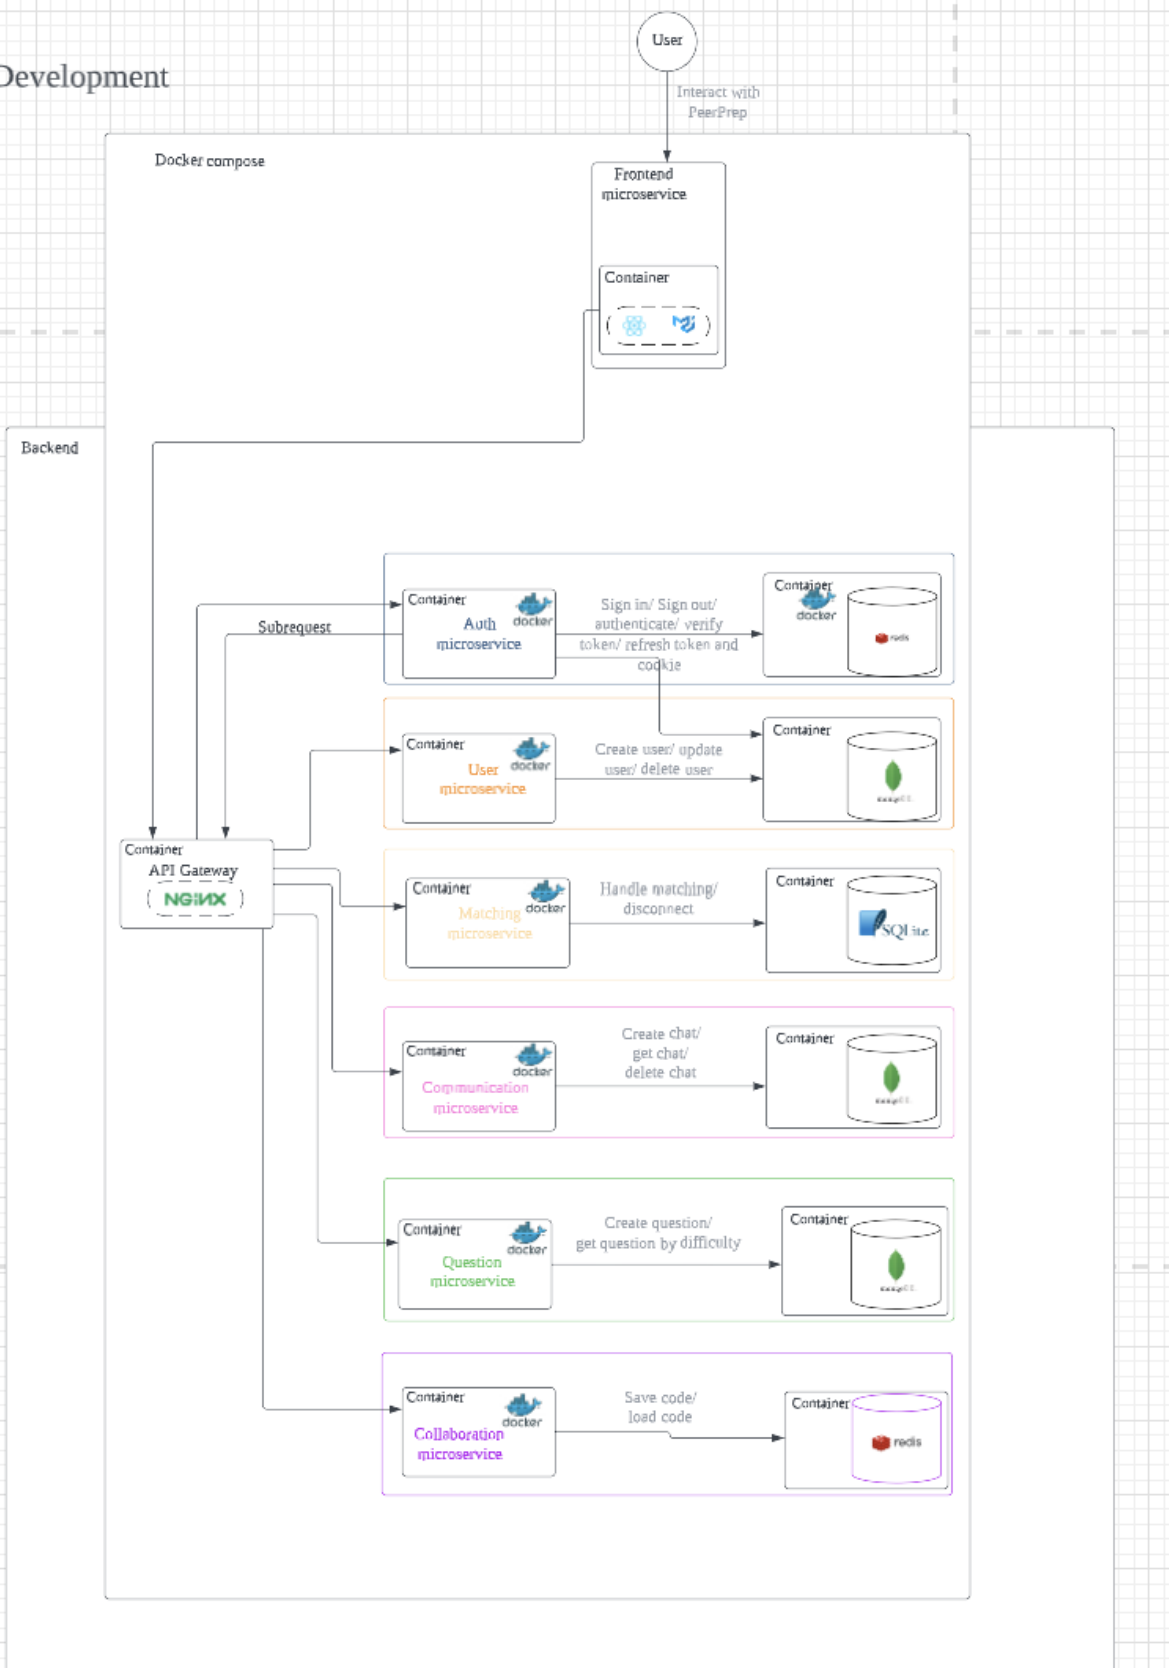 User
Development
Interact with
PeerPrep
Docker compose
Frontend
microservice
Container
Backend
Container
Auth
microservice
docker
Subrequest
Sign in/ Sign out/
authenticate/ verify
token/ refresh token and
cookie
Container
docker
redis
Container
User
microservice
docker
Create user/ update
user/ delete user
Container
mongoDB
Container
API Gateway
NGINX
Container
Matching
microservice
docker
Handle matching/
disconnect
Container
SQLite
Container
Communication
microservice
docker
Create chat/
get chat/
delete chat
Container
mongoDB
Container
Question
microservice
docker
Create question/
get question by difficulty
Container
mongoDB
Container
Collaboration
microservice
docker
Save code/
load code
Container
redis